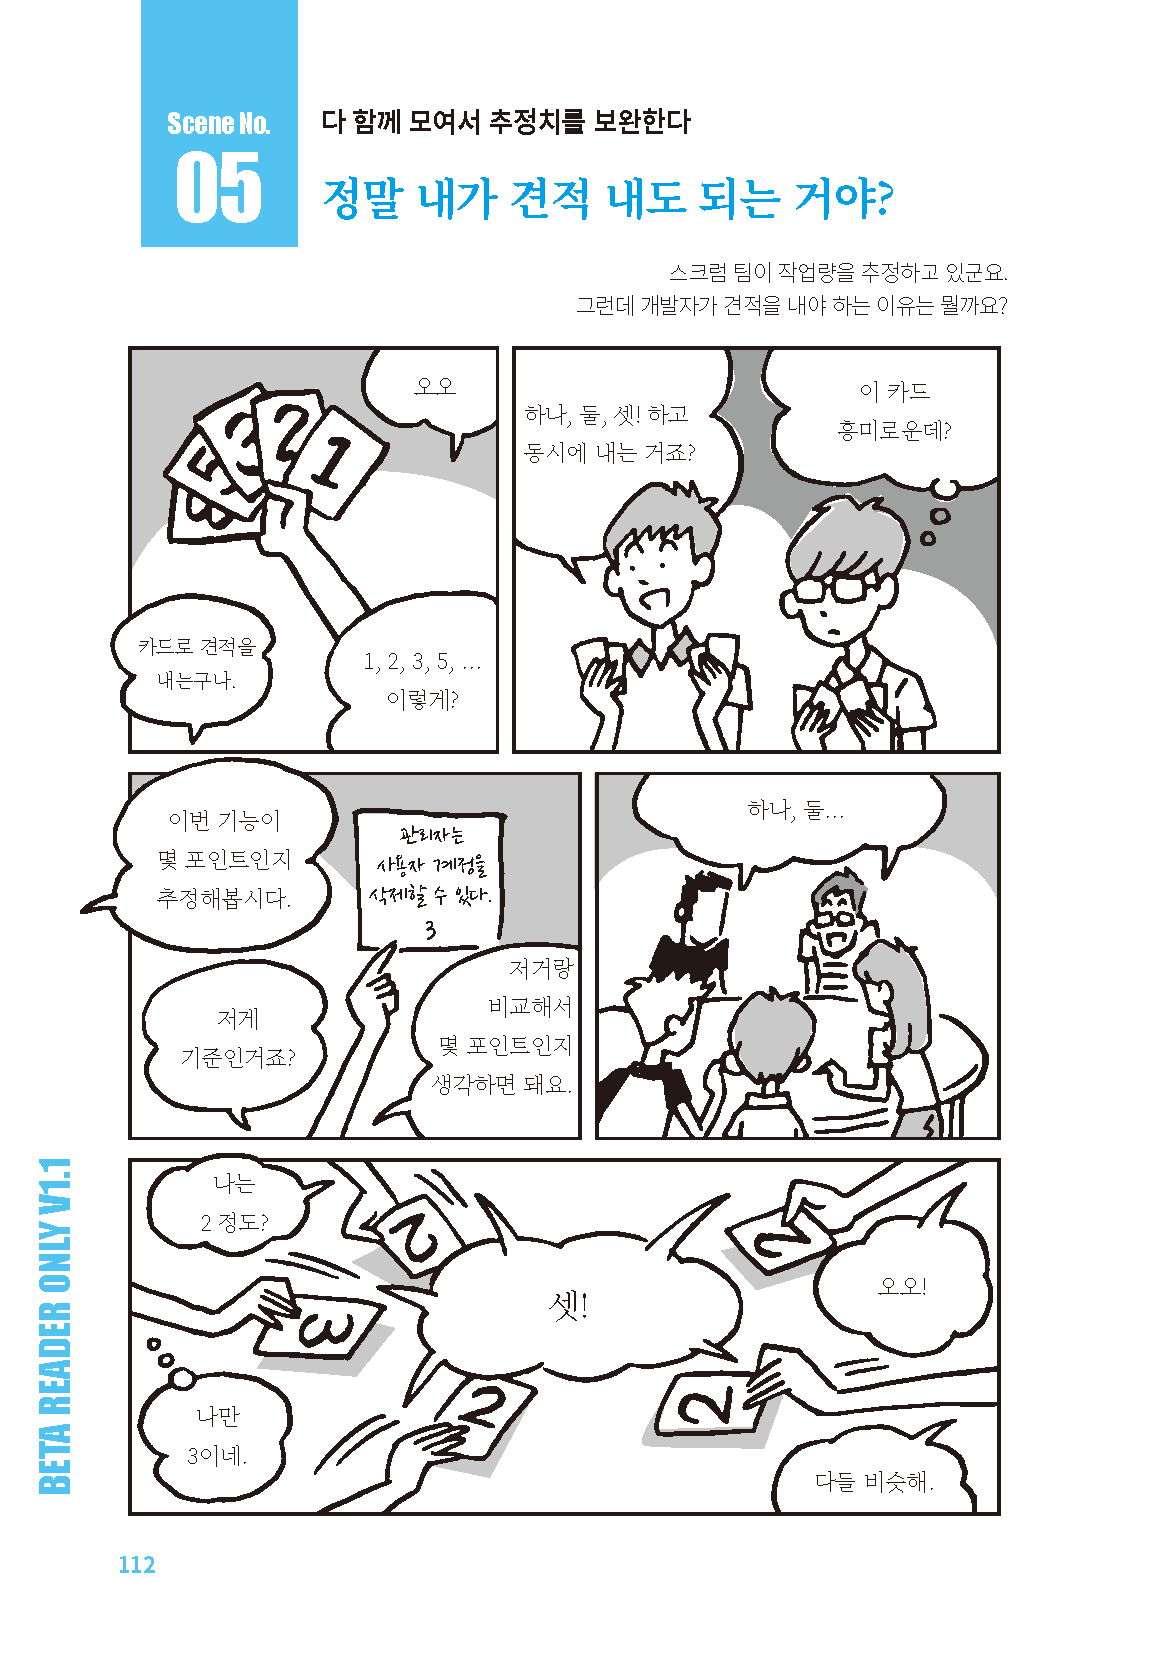 Scene No.
05
다 함께 모여서 추정치를 보완한다
정말 내가 견적 내도 되는 거야?
스크럼 팀이 작업량을 추정하고 있군요.
그런데 개발자가 견적을 내야 하는 이유는 뭘까요?
오오
5
3
2
1
카드로 견적을
내는구나.
1, 2, 3, 5, …
이렇게?
하나, 둘, 셋! 하고
동시에 내는 거죠?
이 카드
흥미로운데?
이번 기능이
몇 포인트인지
추정해봅시다.
관리자는
사용자 계정을
삭제할 수 있다.
3
저게
기준인거죠?
저거랑
비교해서
몇 포인트인지
생각하면 돼요.
하나, 둘…
나는
2 정도?
2
2
셋!
오오!
3
나만
3이네.
2
2
다들 비슷해.
BETA READER ONLY V1.1
112